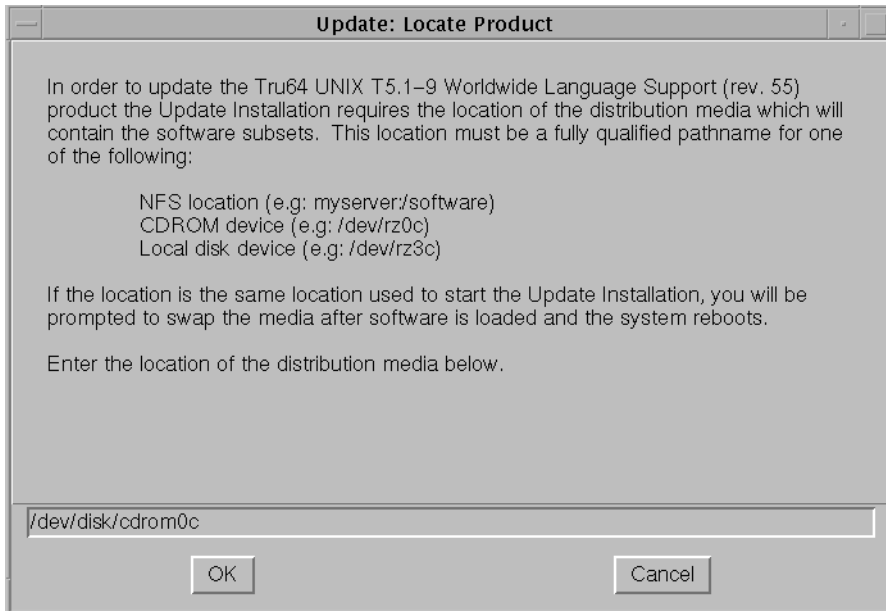 Update: Locate Product
In order to update the Tru64 UNIX T5.1–9 Worldwide Language Support (rev. 55)
product the Update Installation requires the location of the distribution media which will
contain the software subsets. This location must be a fully qualified pathname for one
of the following:
NFS location (e.g: myserver:/software)
CDROM device (e.g: /dev/rz0c)
Local disk device (e.g: /dev/rz3c)
If the location is the same location used to start the Update Installation, you will be
prompted to swap the media after software is loaded and the system reboots.
Enter the location of the distribution media below.
/dev/disk/cdrom0c
OK Cancel